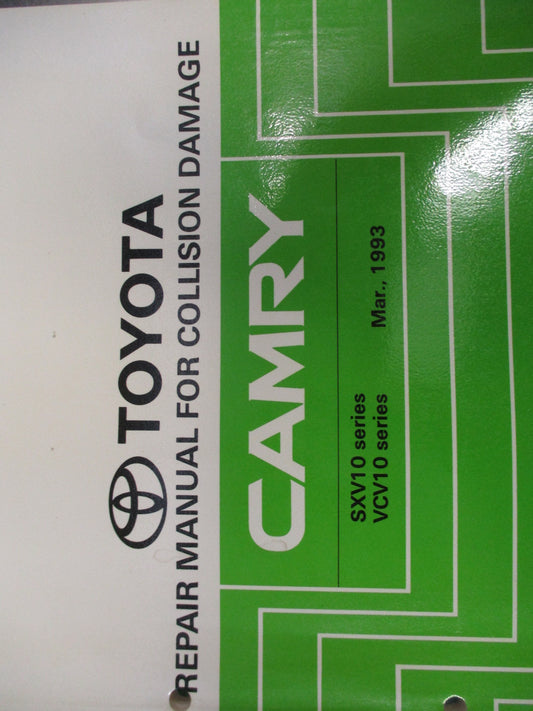 TOYOTA
REPAIR MANUAL FOR COLLISION DAMAGE
CAMRY
SXV10 series
VCV10 series Mar., 1993